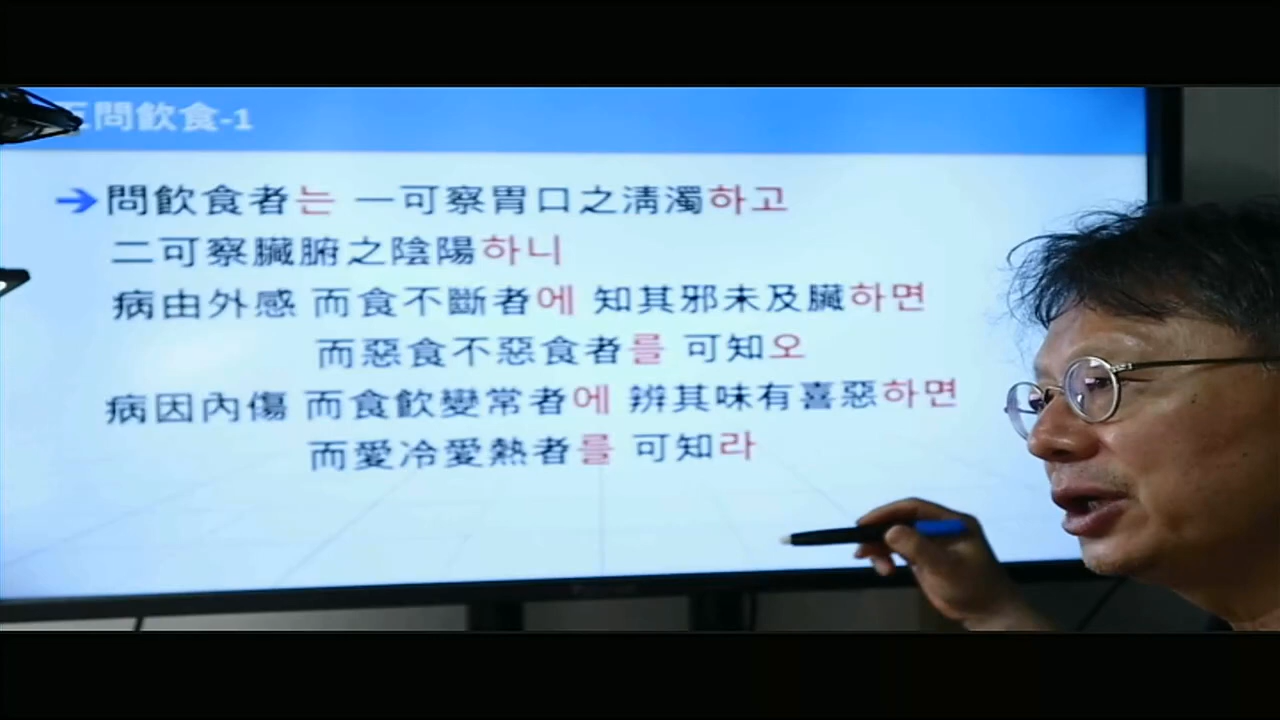 問飮食-1
問飮食者는 一可察胃口之淸濁하고
二可察臟腑之陰陽하니
病由外感 而食不斷者에 知其邪未及臟하면
而惡食不惡食者를 可知오
病因內傷 而食飮變常者에 辨其味有喜惡하면
而愛冷愛熱者를 可知라